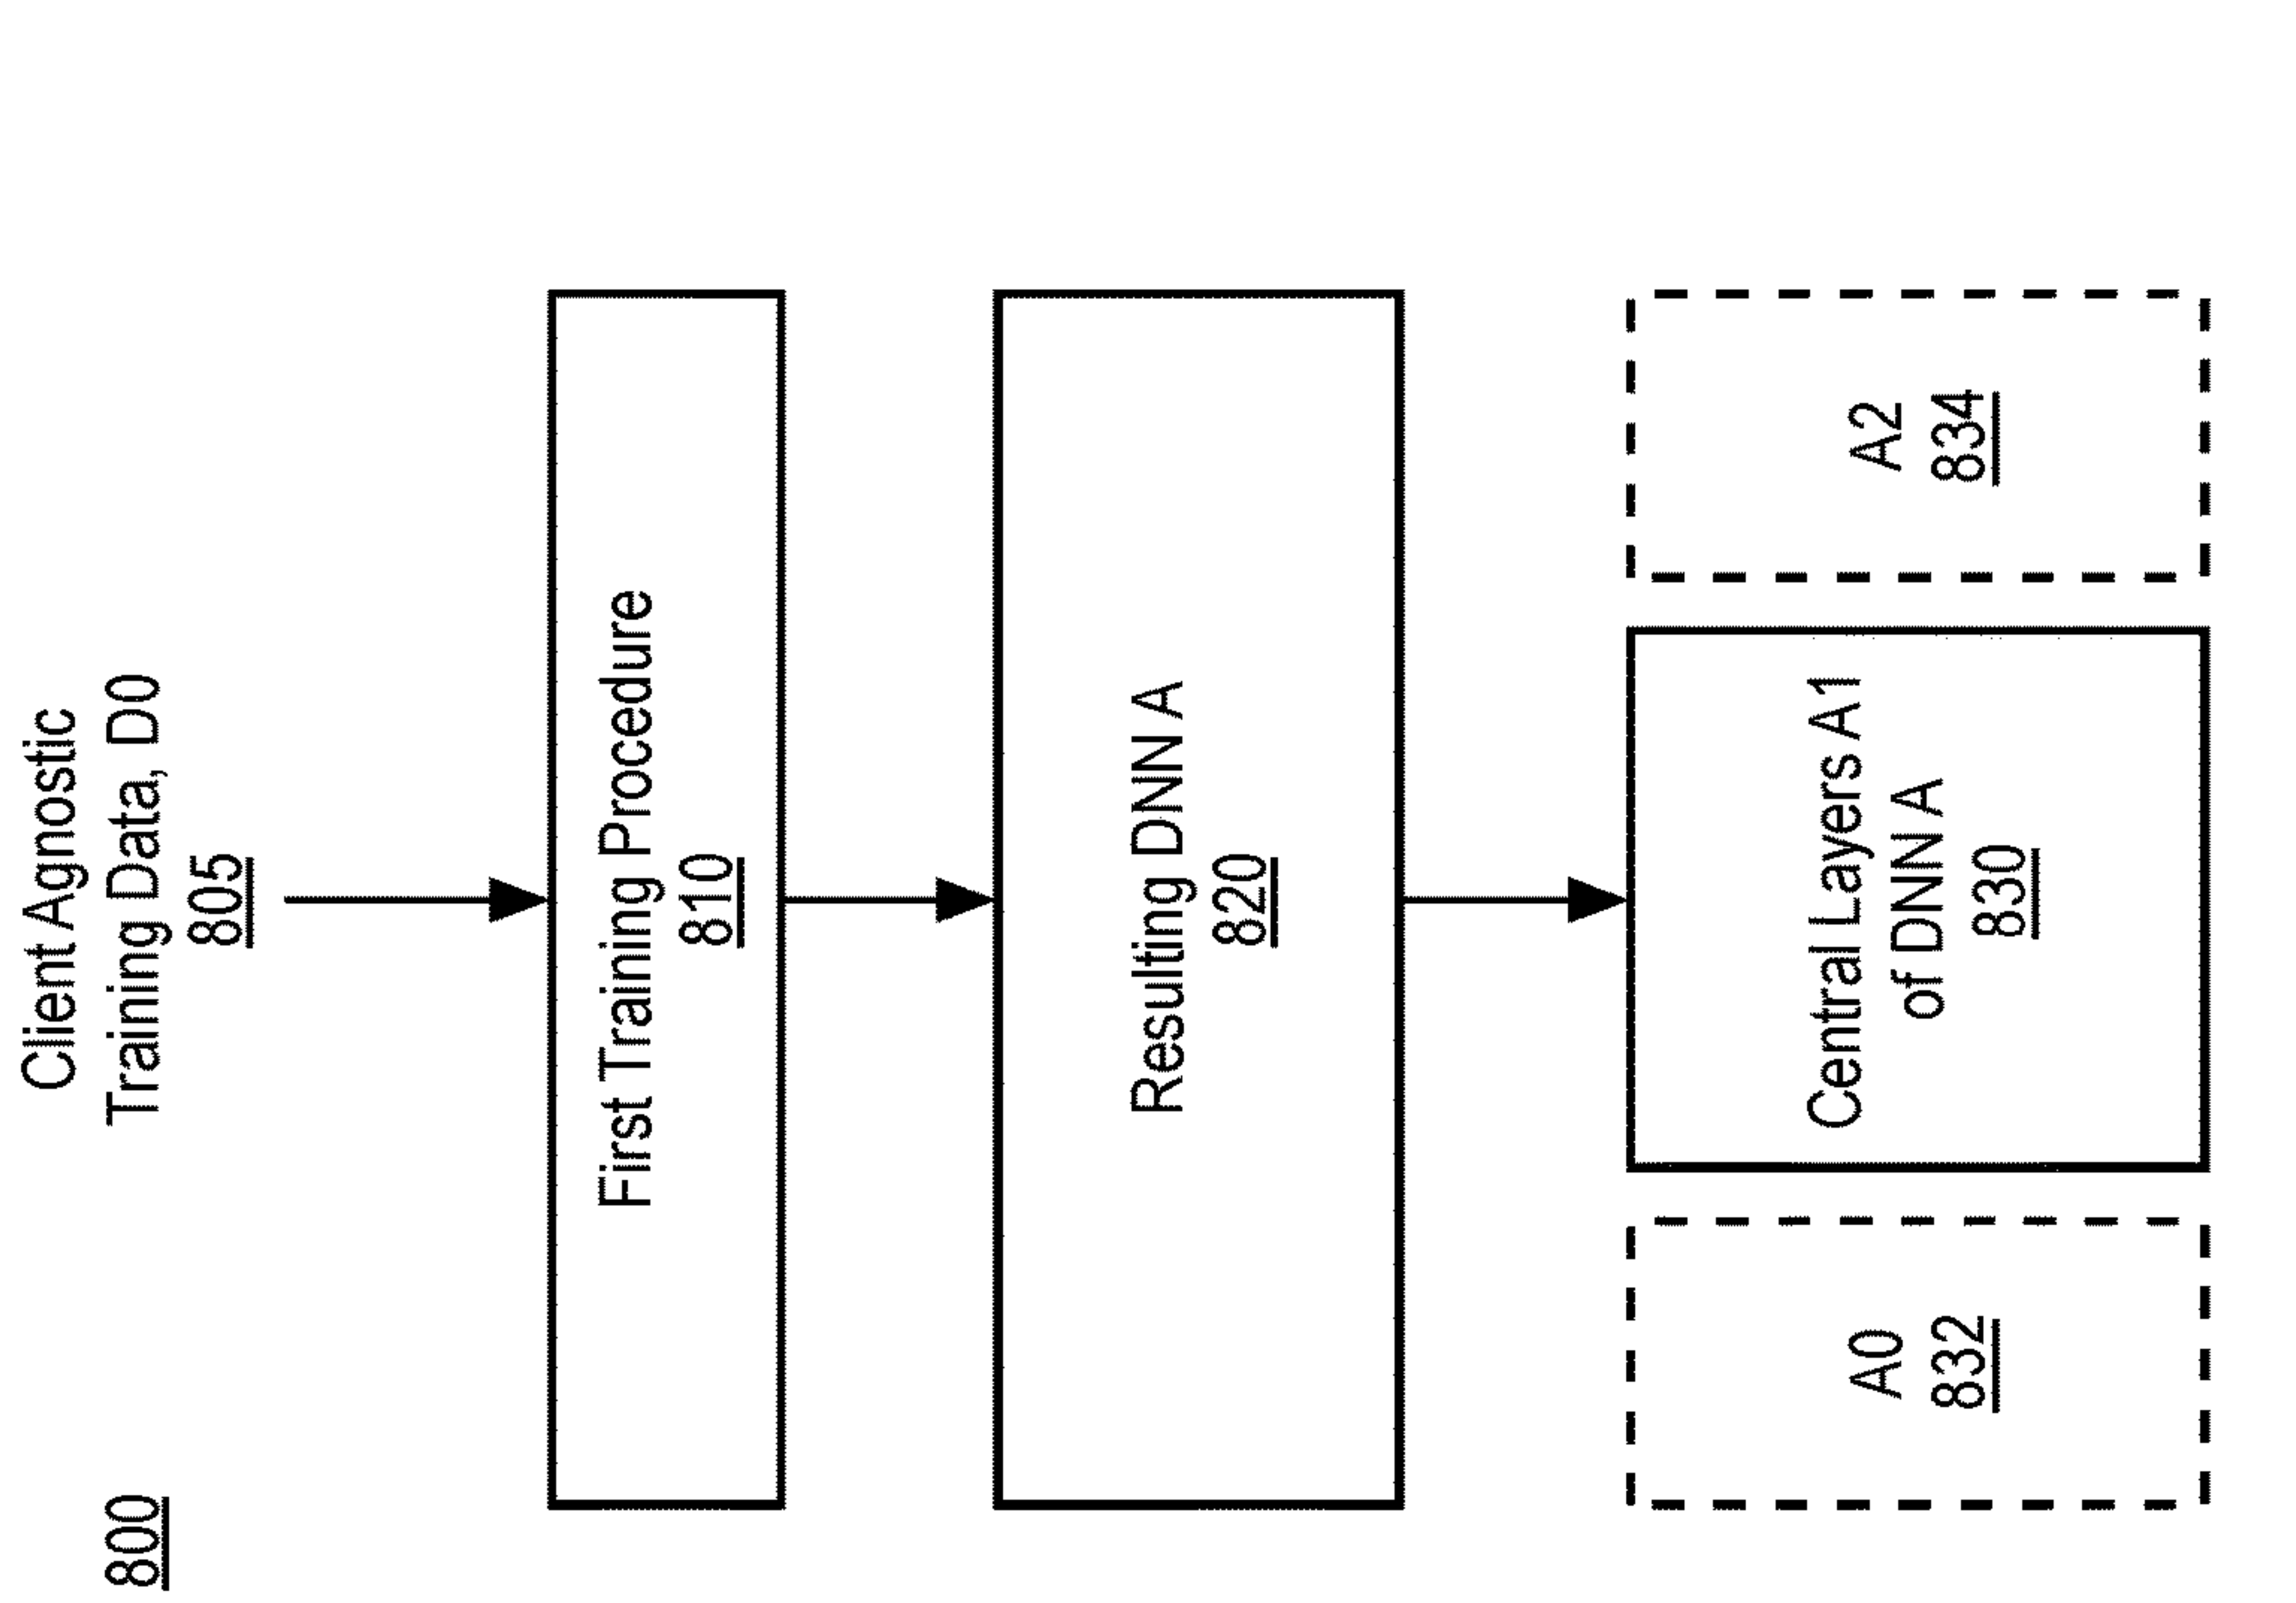 800
Client Agnostic
Training Data, D0
805
First Training Procedure
810
Resulting DNN A
820
A0
832
Central Layers A1
of DNN A
830
A2
834